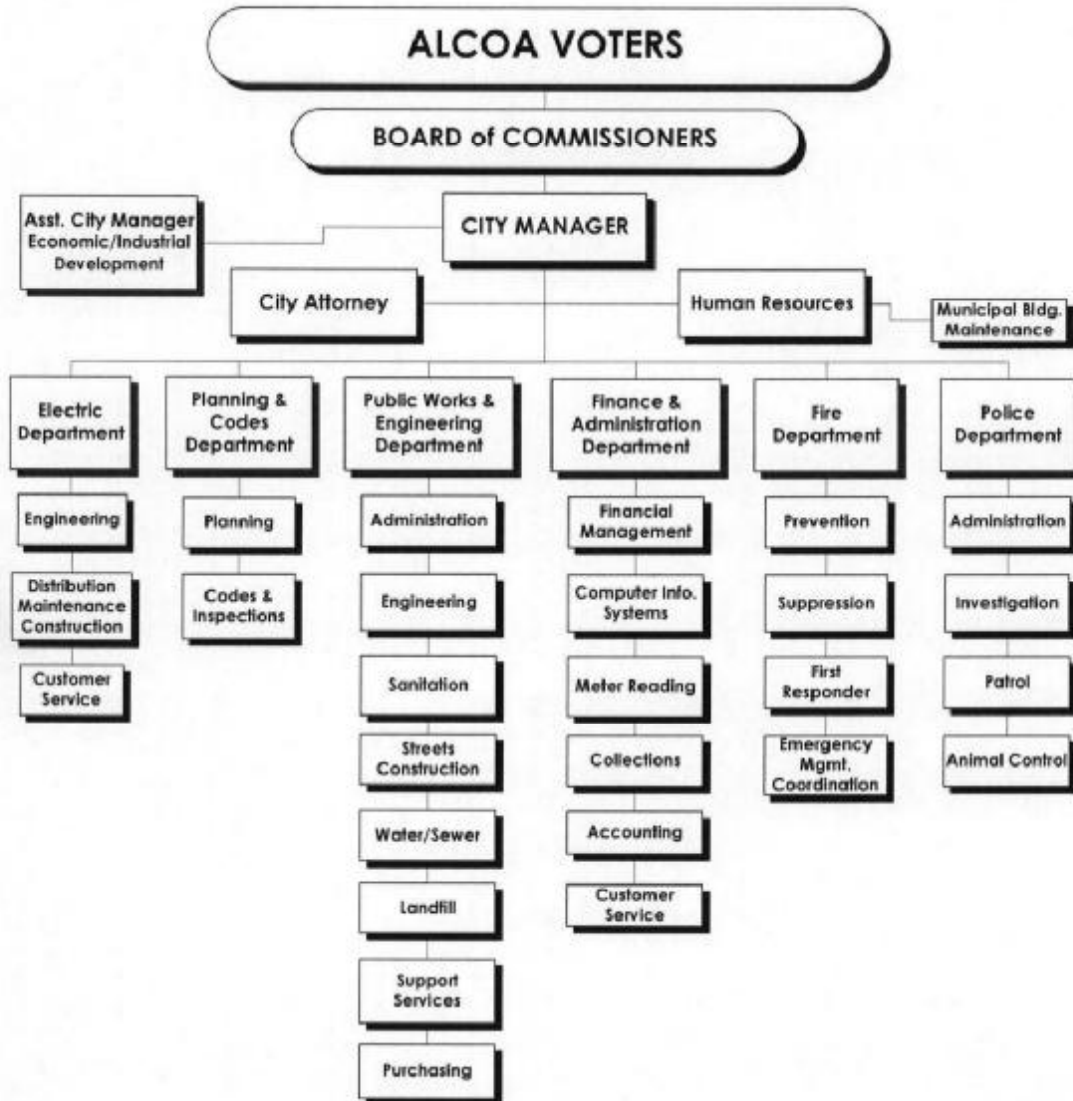 ALCOA VOTERS
BOARD of COMMISSIONERS
CITY MANAGER
Asst. City Manager
Economic/Industrial
Development
City Attorney
Human Resources
Municipal Bldg.
Maintenance
Electric
Department
Engineering
Distribution
Maintenance
Construction
Customer
Service
Planning &
Codes
Department
Planning
Codes &
Inspections
Public Works &
Engineering
Department
Administration
Engineering
Sanitation
Streets
Construction
Water/Sewer
Landfill
Support
Services
Purchasing
Finance &
Administration
Department
Financial
Management
Computer Info.
Systems
Meter Reading
Collections
Accounting
Customer
Service
Fire
Department
Prevention
Suppression
First
Responder
Emergency
Mgmt.
Coordination
Police
Department
Administration
Investigation
Patrol
Animal Control